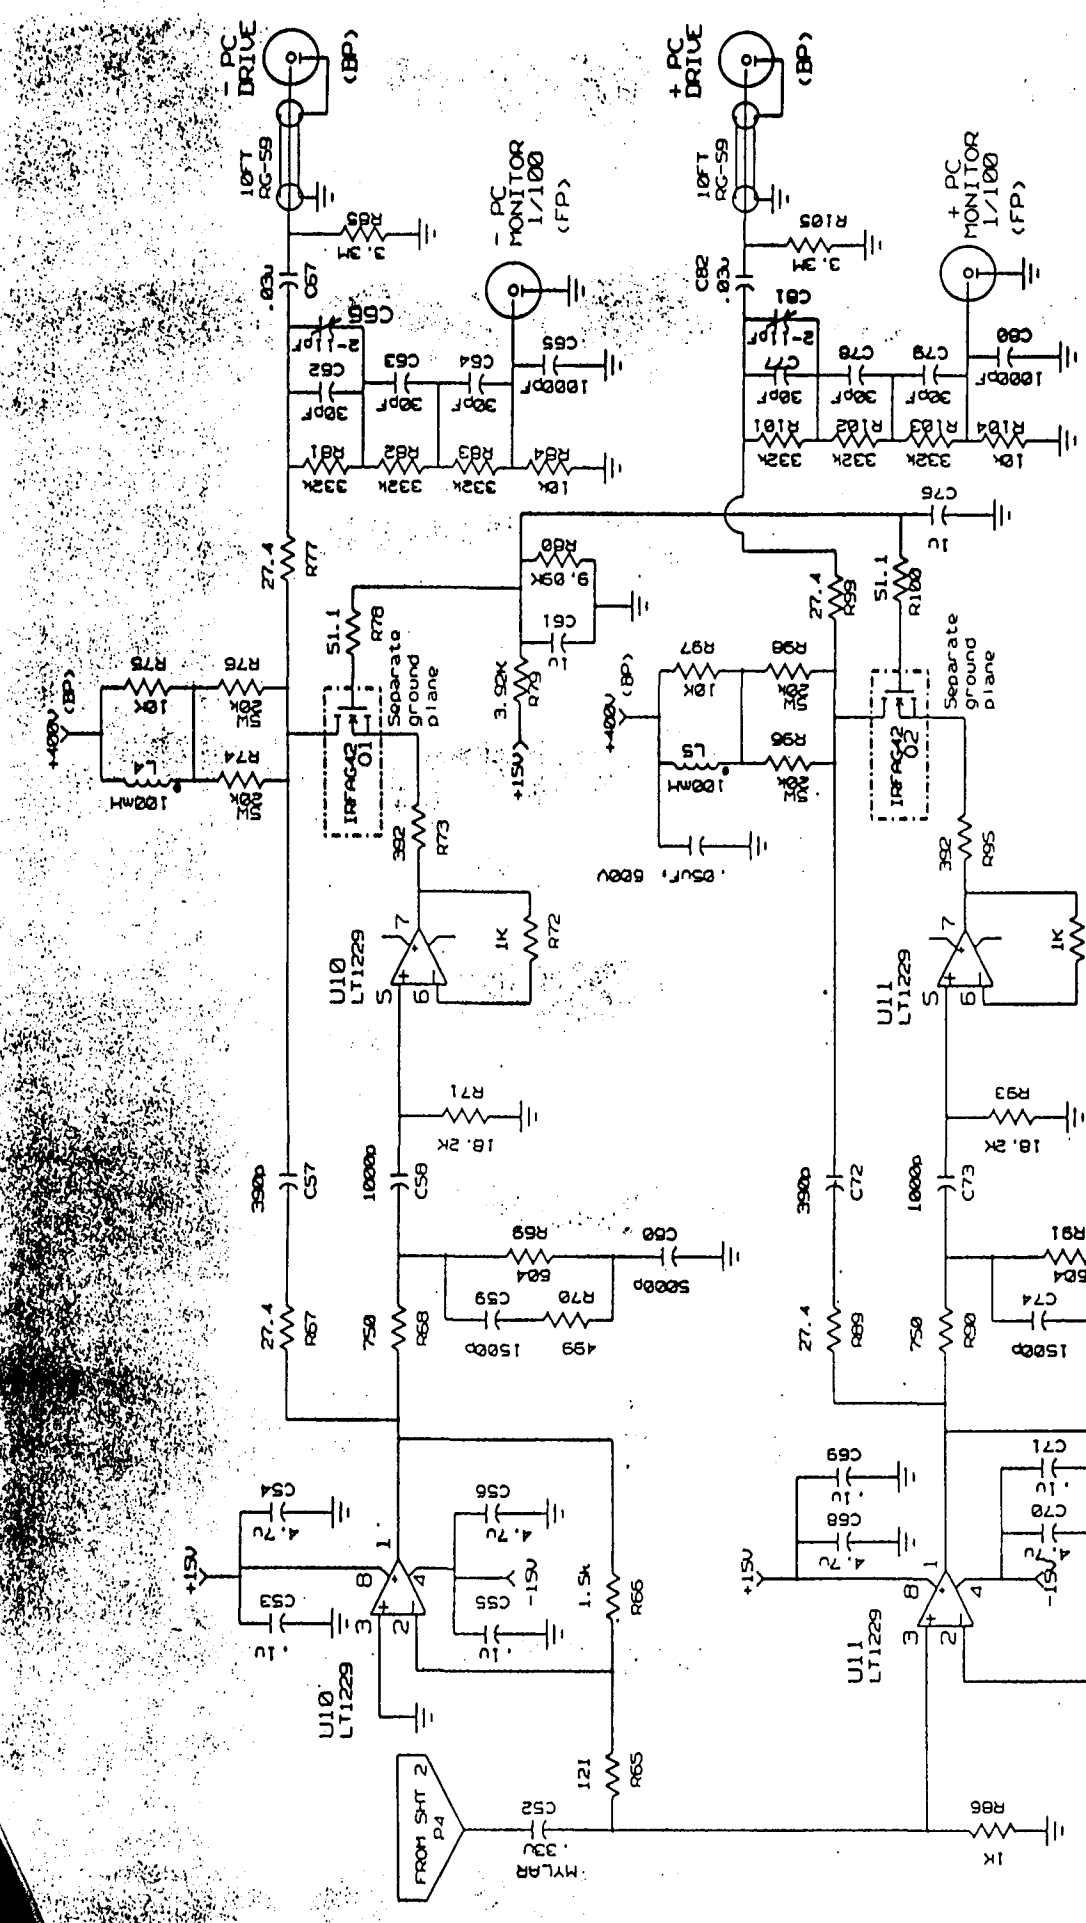 - PC
DRIVE
(BP)
10FT
RG-59
R85
3.3M
.03u
C67
C66
2-11pF
C62
30pF
C63
30pF
C64
30pF
C65
1000pF
- PC
MONITOR
1/100
(FP)
R81
332k
R82
332k
R83
332k
R84
10k
27.4
R77
+400V
(BP)
R75
10K
L4
100mH
R76
20k
5W
R74
20k
5W
IRFAG42
Q1
51.1
R78
Separate
ground
plane
R80
9.09K
C61
1U
3.92K
R79
+15V
392
R73
U10
LT1229
5
6
7
1K
R72
R71
18.2K
390p
C57
1000p
C58
R69
604
C59
1500p
R70
499
C60
5000p
27.4
R67
750
R68
+15V
C54
4.7U
C53
.1U
C56
4.7U
C55
.1U
-15V
U10
LT1229
3
2
8
4
1
1.5k
R66
121
R65
FROM SHT 2
P4
C52
.33U
MYLAR
+ PC
DRIVE
(BP)
10FT
RG-59
R105
3.3M
C82
.03u
C81
2-11pF
C77
30pF
C78
30pF
C79
30pF
C80
1000pF
+ PC
MONITOR
1/100
(FP)
R101
332k
R102
332k
R103
332k
R104
10k
C76
1U
51.1
R100
27.4
R99
+400V
(BP)
R97
10K
L5
100mH
R98
20k
5W
R96
20k
5W
.05uF, 600V
IRFAG42
Q2
Separate
ground
plane
392
R95
U11
LT1229
5
6
7
1K
R93
18.2K
390p
C72
1000p
C73
R91
604
C74
1500p
27.4
R89
750
R90
+15V
C69
.1U
C68
4.7U
C71
.1U
C70
4.7U
-15V
U11
LT1229
3
2
8
4
1
R86
1K